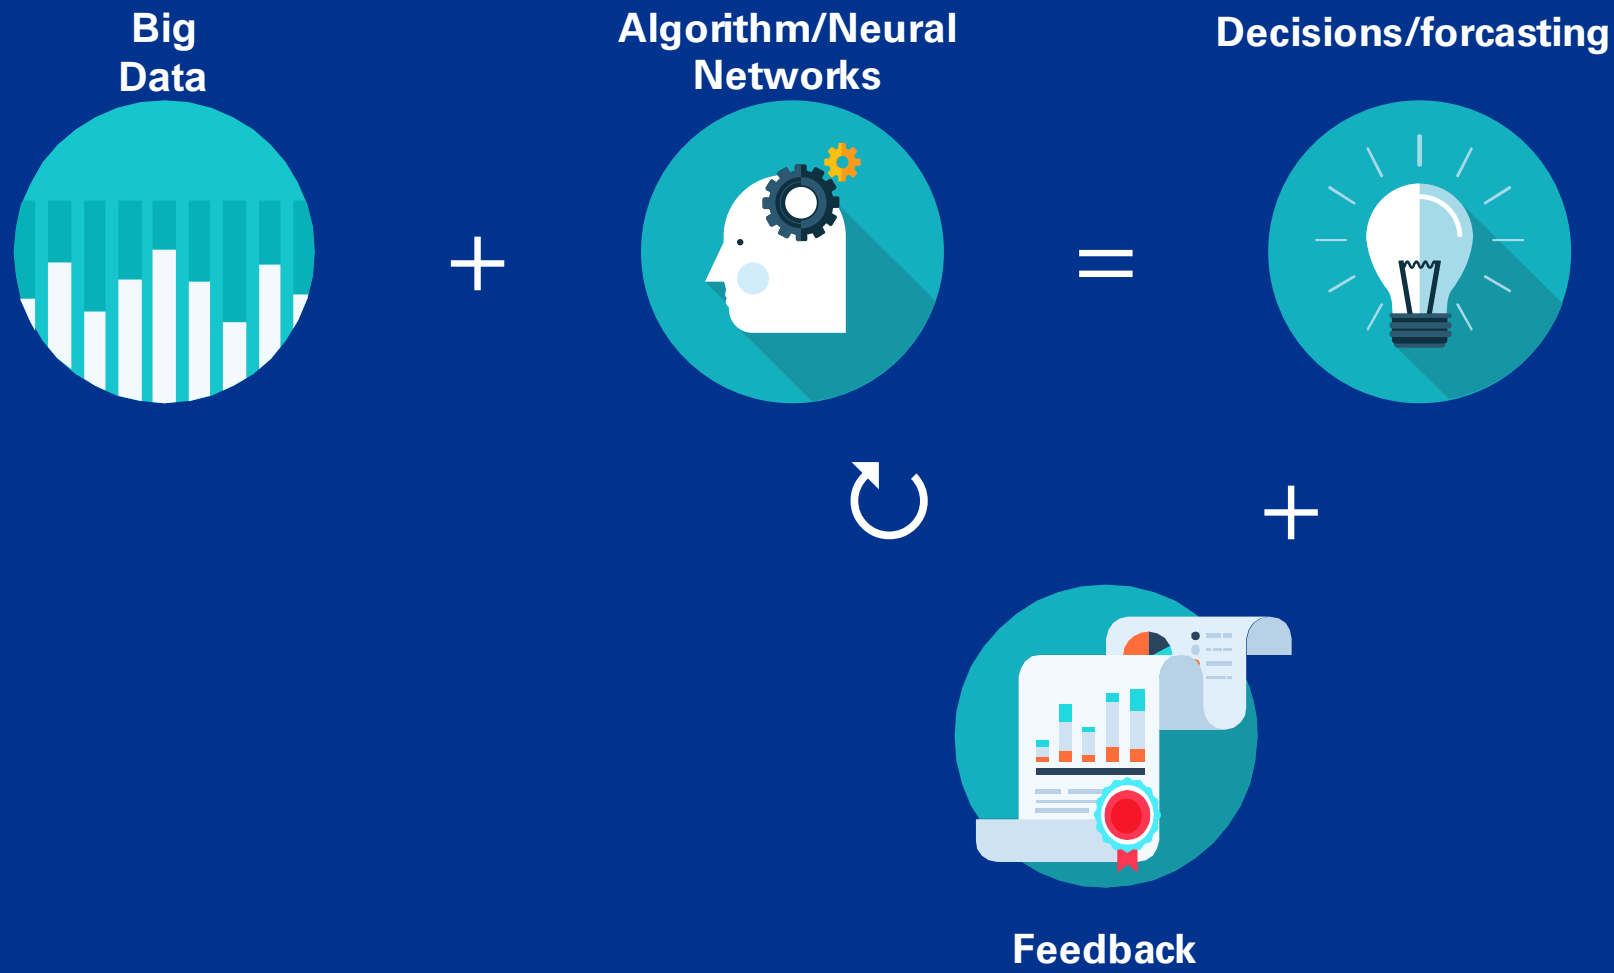 Big
Data
Algorithm/Neural
Networks
Decisions/forcasting
+
=
+
Feedback